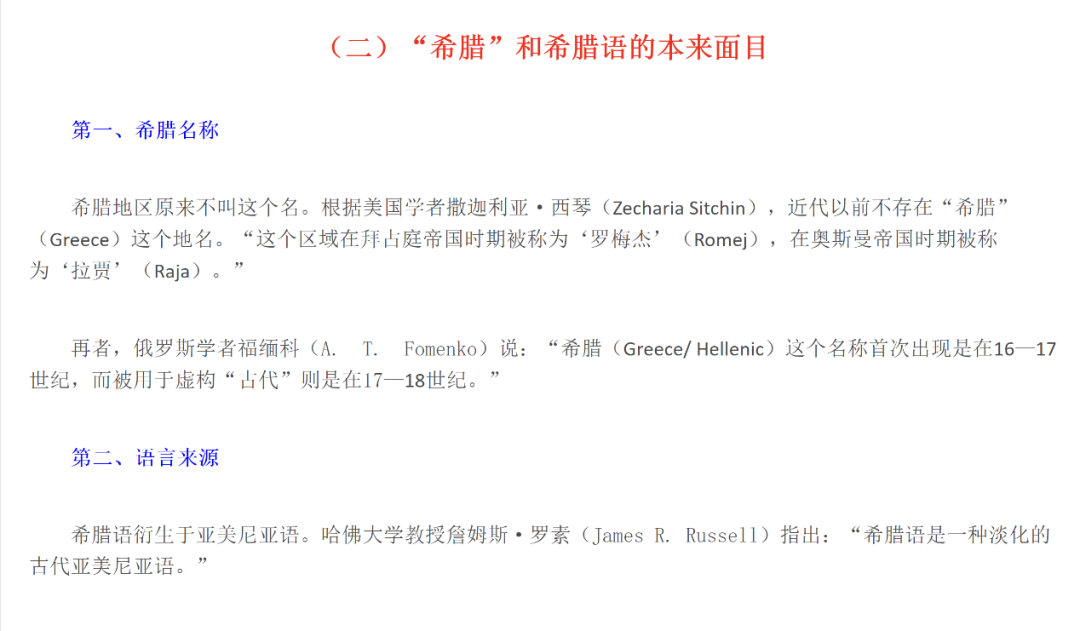 （二）“希腊”和希腊语的本来面目
第一、希腊名称
希腊地区原来不叫这个名。根据美国学者撒迦利亚·西琴（Zecharia Sitchin），近代以前不存在“希腊”
（Greece）这个地名。“这个区域在拜占庭帝国时期被称为‘罗梅杰’（Romej），在奥斯曼帝国时期被称
为‘拉贾’（Raja）。”
再者，俄罗斯学者福缅科（A. T. Fomenko）说：“希腊（Greece/ Hellenic）这个名称首次出现是在16—17
世纪，而被用于虚构“古代”则是在17—18世纪。”
第二、语言来源
希腊语衍生于亚美尼亚语。哈佛大学教授詹姆斯·罗素（James R. Russell）指出：“希腊语是一种淡化的
古代亚美尼亚语。”